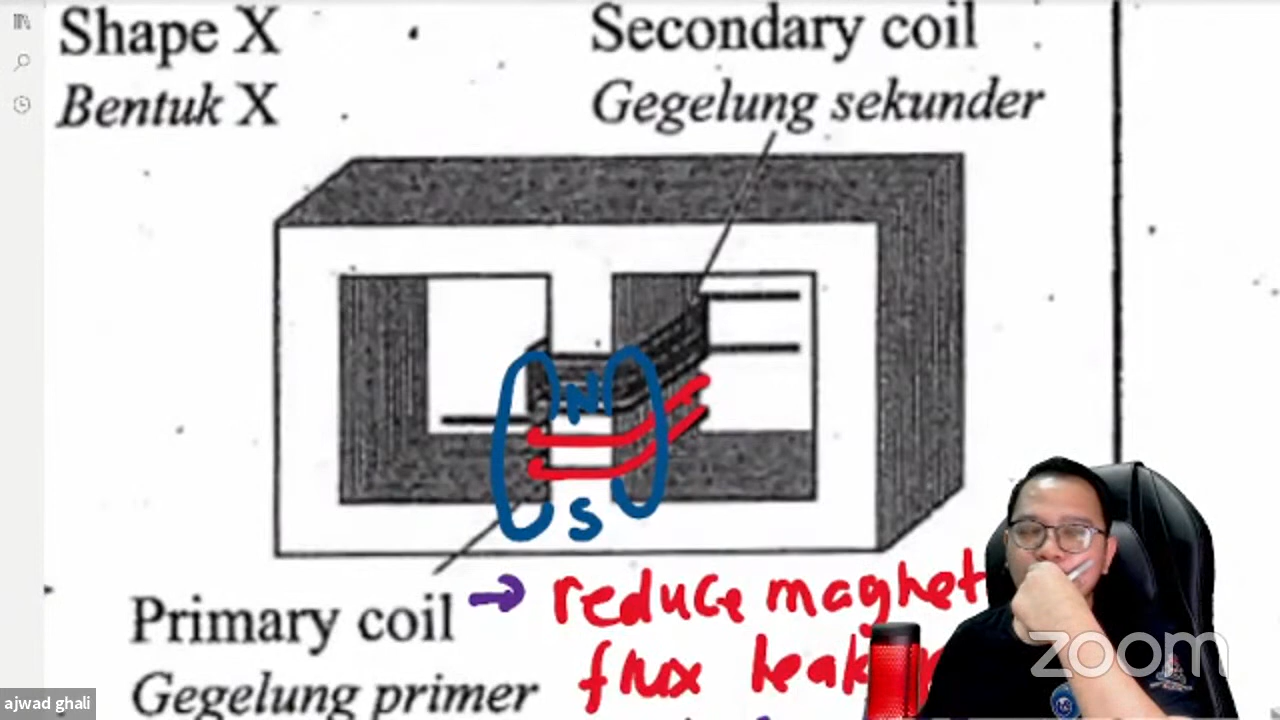 Shape X
Bentuk X
Secondary coil
Gegelung sekunder
N
S
Primary coil
Gegelung primer
→ reduce magnet
flux leak
zoom
ajwad ghali